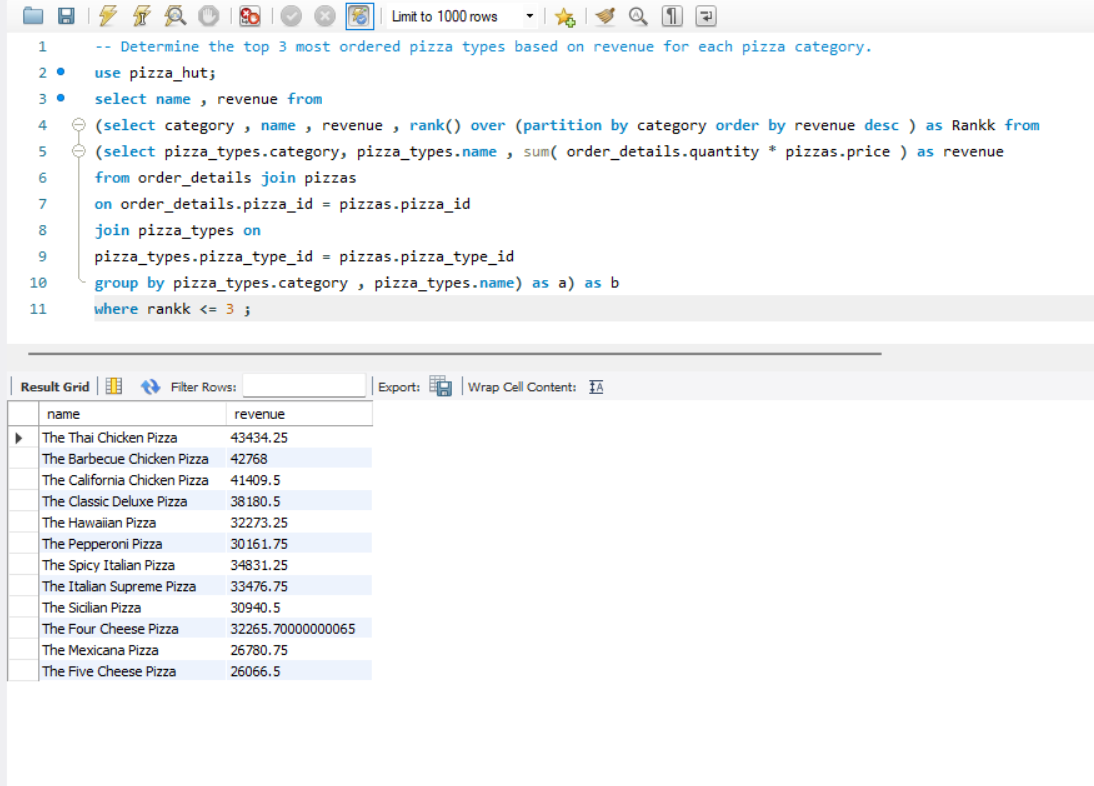 Limit to 1000 rows
1 -- Determine the top 3 most ordered pizza types based on revenue for each pizza category.
2 use pizza_hut;
3 select name , revenue from
4 (select category , name , revenue , rank() over (partition by category order by revenue desc ) as Rankk from
5 (select pizza_types.category, pizza_types.name , sum( order_details.quantity * pizzas.price ) as revenue
6 from order_details join pizzas
7 on order_details.pizza_id = pizzas.pizza_id
8 join pizza_types on
9 pizza_types.pizza_type_id = pizzas.pizza_type_id
10 group by pizza_types.category , pizza_types.name) as a) as b
11 where rankk <= 3 ;
Result Grid Filter Rows: Export: Wrap Cell Content: IA
name revenue
The Thai Chicken Pizza 43434.25
The Barbecue Chicken Pizza 42768
The California Chicken Pizza 41409.5
The Classic Deluxe Pizza 38180.5
The Hawaiian Pizza 32273.25
The Pepperoni Pizza 30161.75
The Spicy Italian Pizza 34831.25
The Italian Supreme Pizza 33476.75
The Sicilian Pizza 30940.5
The Four Cheese Pizza 32265.70000000065
The Mexicana Pizza 26780.75
The Five Cheese Pizza 26066.5